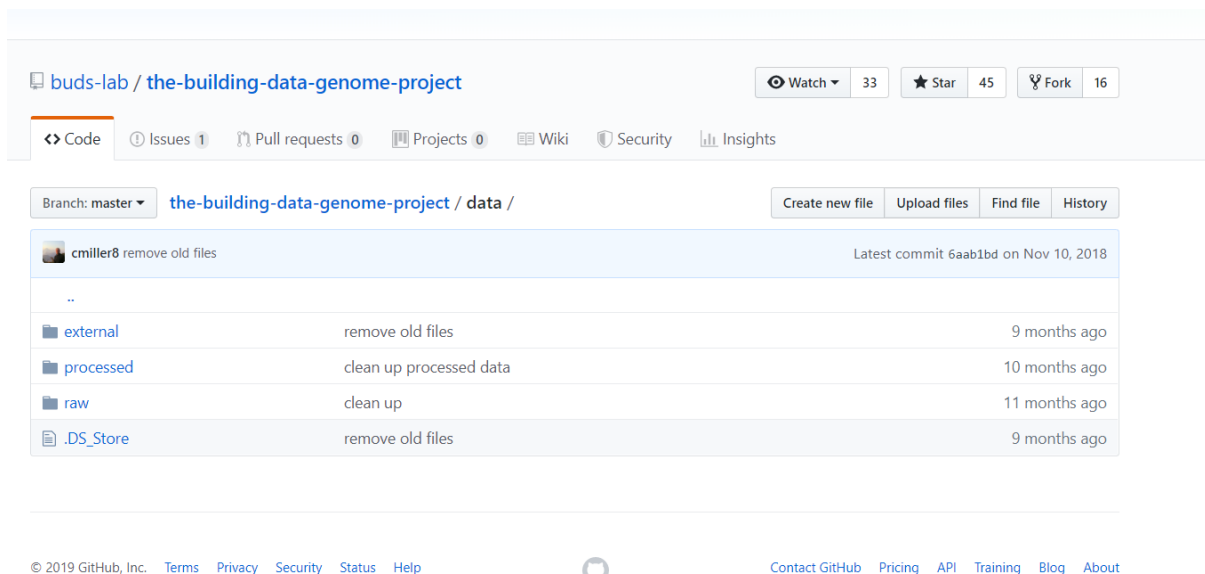 buds-lab / the-building-data-genome-project Watch 33 Star 45 Fork 16
Code Issues 1 Pull requests 0 Projects 0 Wiki Security Insights
Branch: master the-building-data-genome-project / data / Create new file Upload files Find file History
cmiller8 remove old files Latest commit 6aab1bd on Nov 10, 2018
..
external remove old files 9 months ago
processed clean up processed data 10 months ago
raw clean up 11 months ago
.DS_Store remove old files 9 months ago
© 2019 GitHub, Inc. Terms Privacy Security Status Help Contact GitHub Pricing API Training Blog About